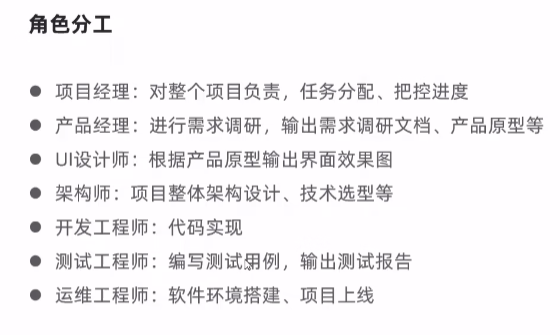 角色分工
项目经理：对整个项目负责，任务分配、把控进度
产品经理：进行需求调研，输出需求调研文档、产品原型等
UI设计师：根据产品原型输出界面效果图
架构师：项目整体架构设计、技术选型等
开发工程师：代码实现
测试工程师：编写测试用例，输出测试报告
运维工程师：软件环境搭建、项目上线